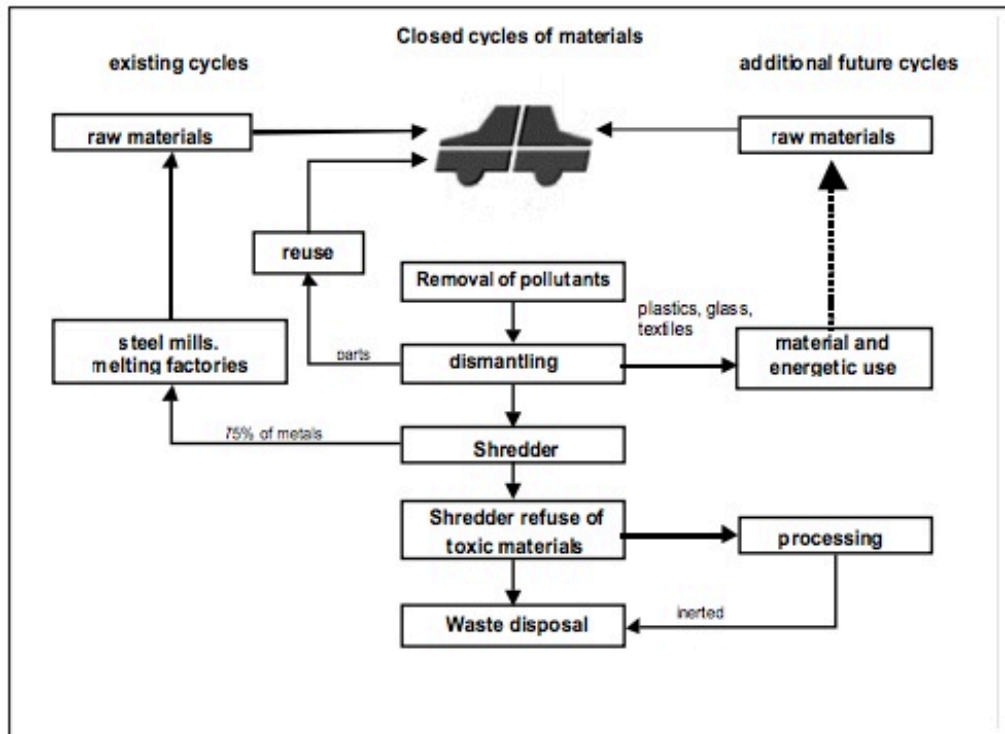 Closed cycles of materials
existing cycles
additional future cycles
raw materials
raw materials
reuse
Removal of pollutants
plastics, glass,
textiles
steel mills.
melting factories
parts
dismantling
material and
energetic use
75% of metals
Shredder
Shredder refuse of
toxic materials
processing
Waste disposal
inerted